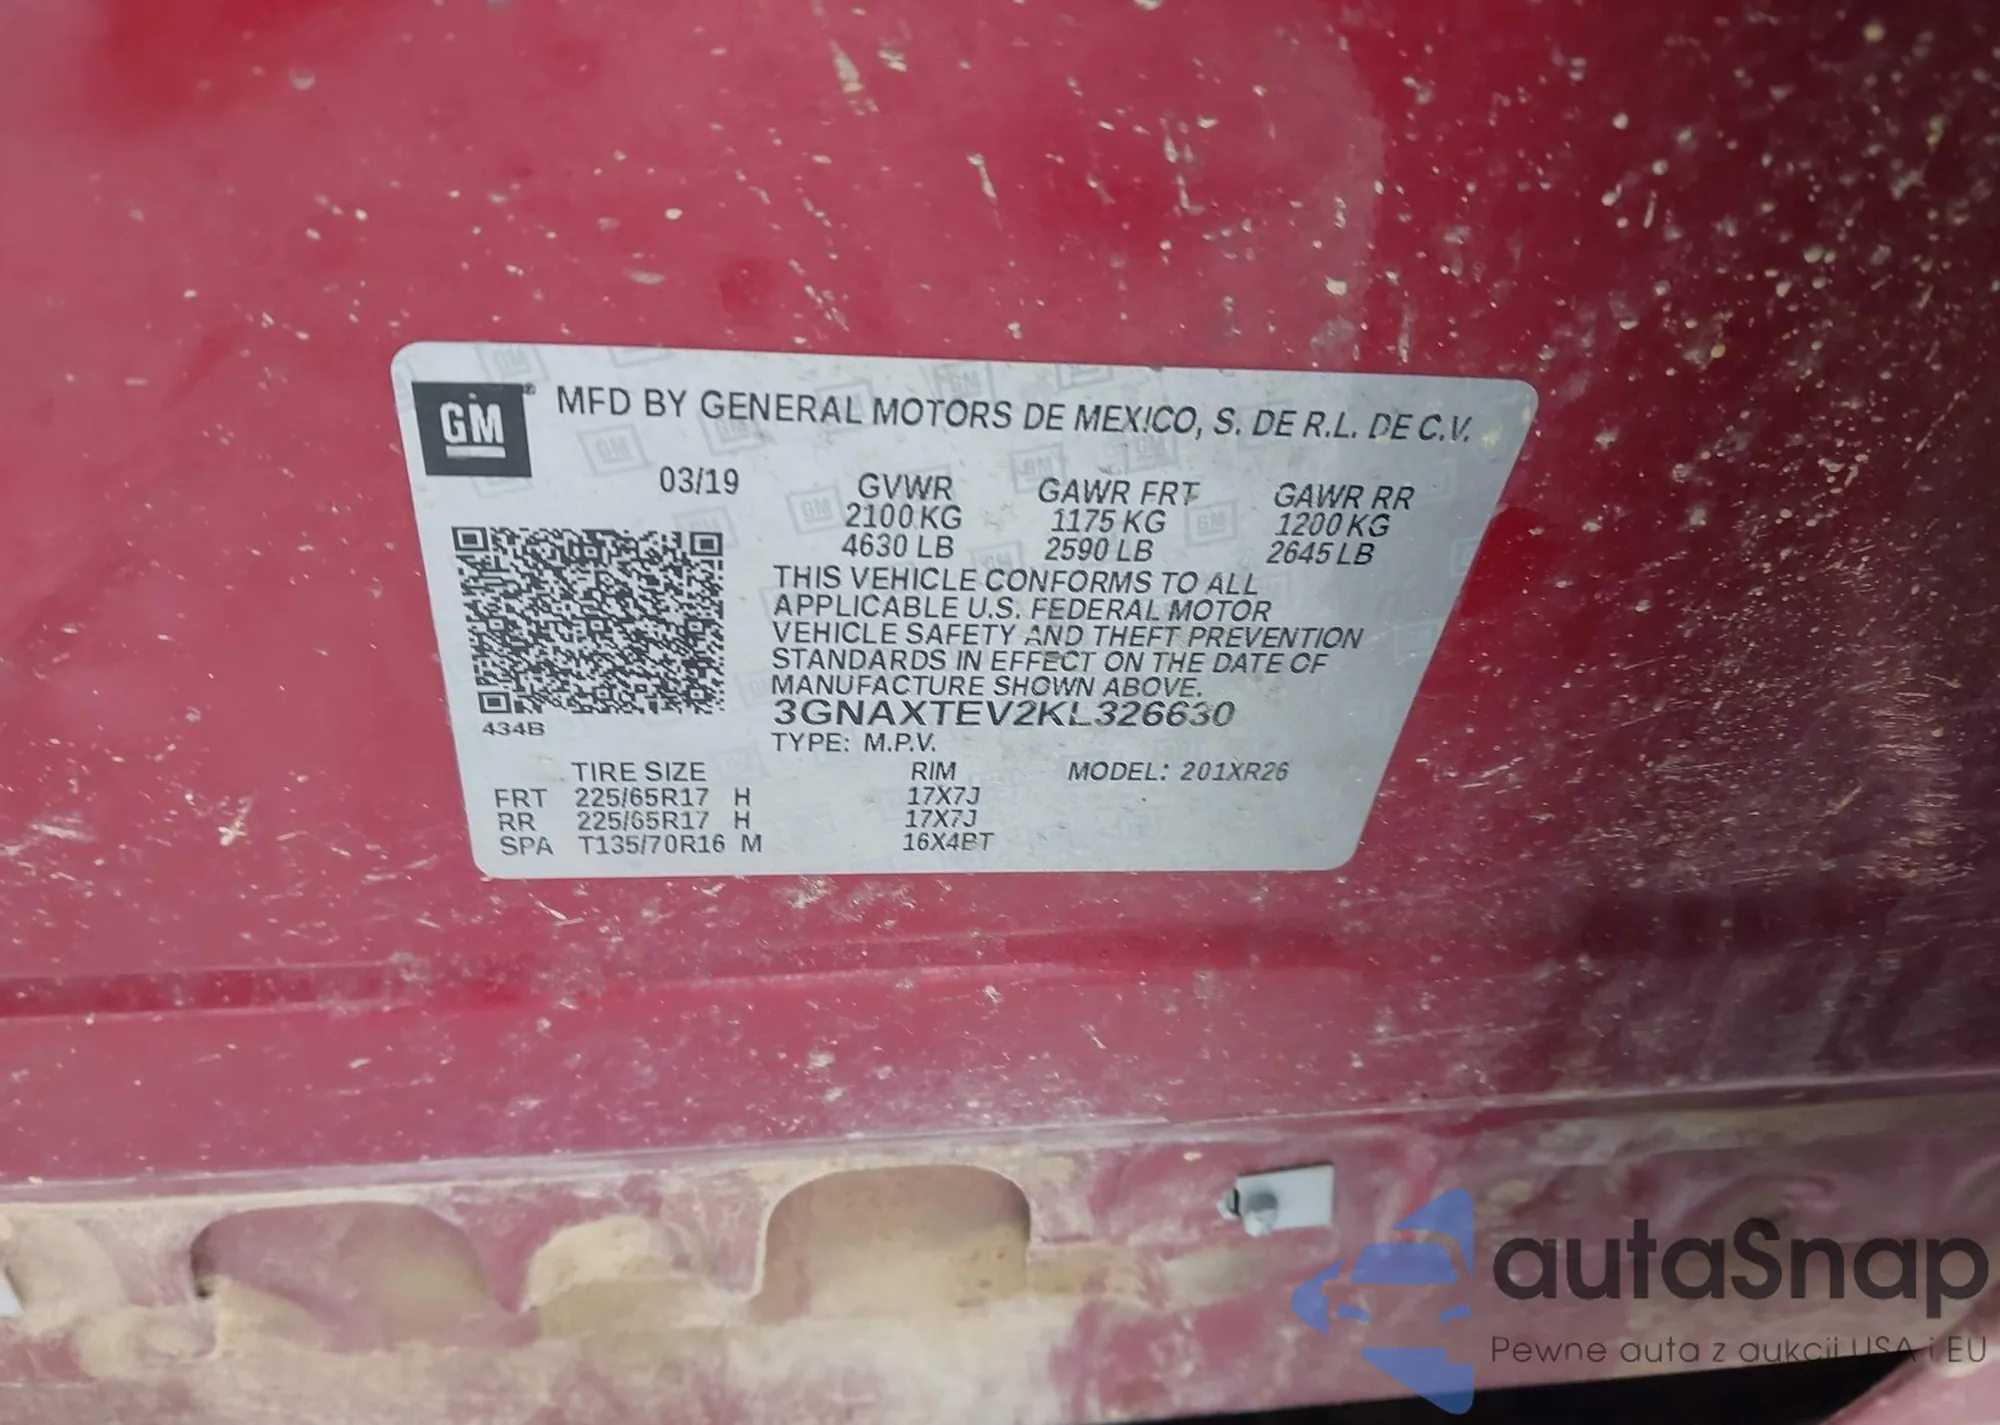 GM
® MFD BY GENERAL MOTORS DE MEXICO, S. DE R.L. DE C.V.
03/19 GVWR GAWR FRT GAWR RR
2100 KG 1175 KG 1200 KG
4630 LB 2590 LB 2645 LB
THIS VEHICLE CONFORMS TO ALL
APPLICABLE U.S. FEDERAL MOTOR
VEHICLE SAFETY AND THEFT PREVENTION
STANDARDS IN EFFECT ON THE DATE OF
MANUFACTURE SHOWN ABOVE.
3GNAXTEV2KL326630
434B
TYPE: M.P.V.
TIRE SIZE RIM MODEL: 201XR26
FRT 225/65R17 H 17X7J
RR 225/65R17 H 17X7J
SPA T135/70R16 M 16X4BT
autaSnap
Pewne auta z aukcji USA i EU